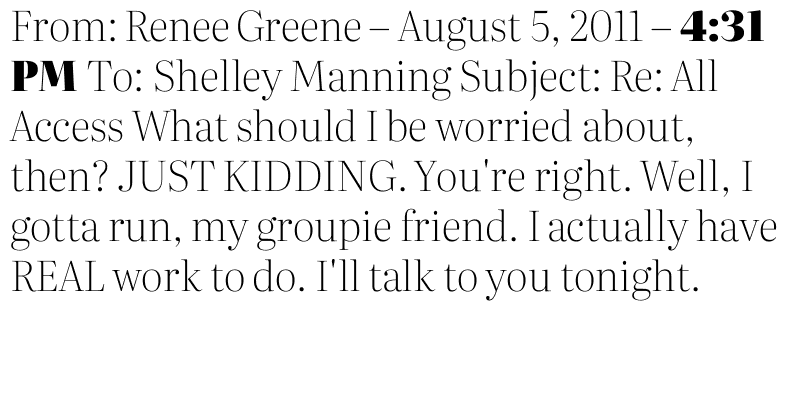 From: Renee Greene – August 5, 2011 – 4:31
PM To: Shelley Manning Subject: Re: All
Access What should I be worried about,
then? JUST KIDDING. You're right. Well, I
gotta run, my groupie friend. I actually have
REAL work to do. I'll talk to you tonight.